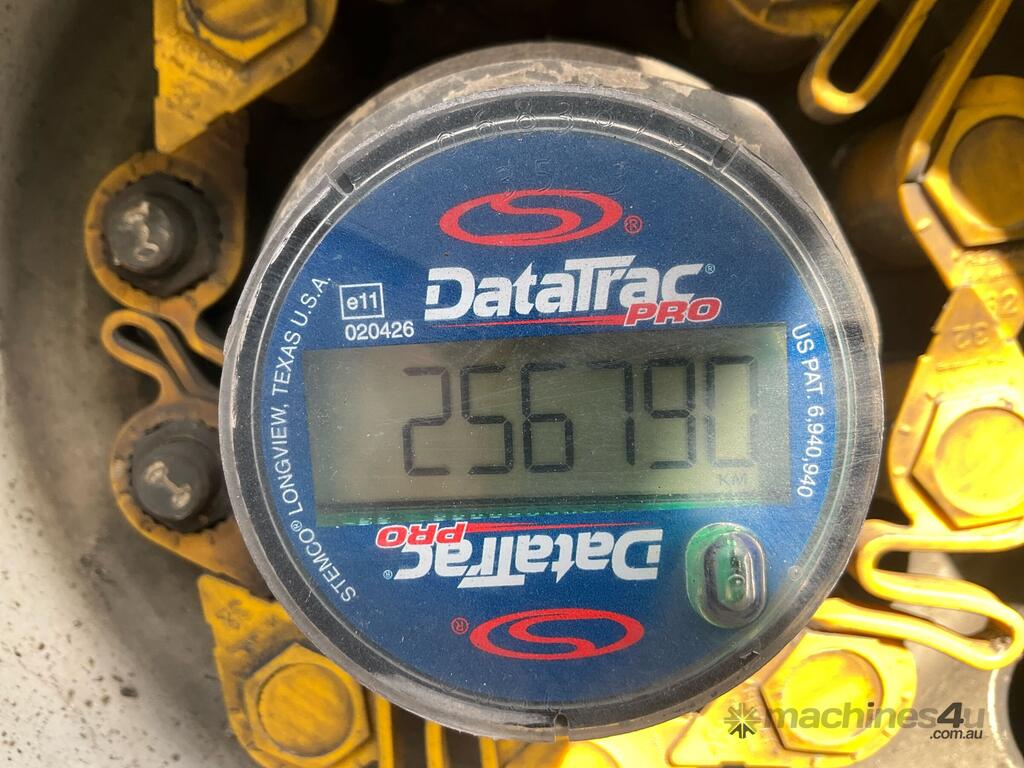 DataTrac®
PRO
e11
020426
STEMCO® LONGVIEW, TEXAS U.S.A.
US PAT. 6,940,940
256790
KM
DataTrac®
PRO
®
®
32
machines4u
.com.au